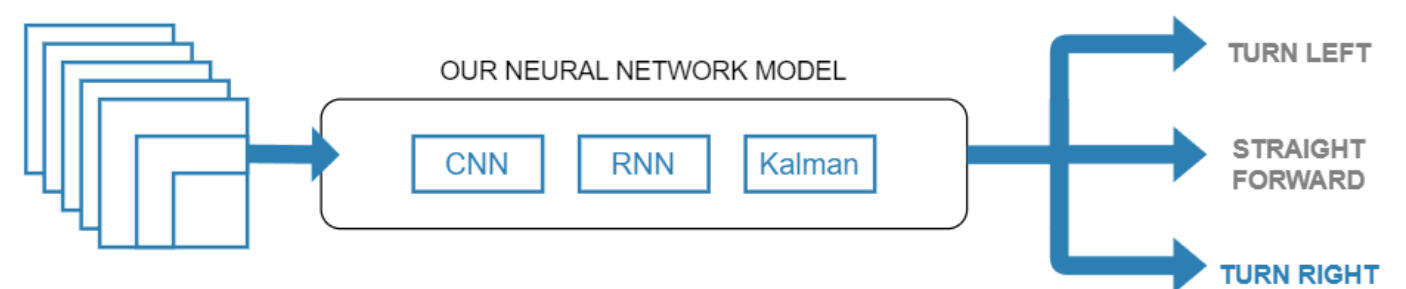 OUR NEURAL NETWORK MODEL
CNN
RNN
Kalman
TURN LEFT
STRAIGHT
FORWARD
TURN RIGHT